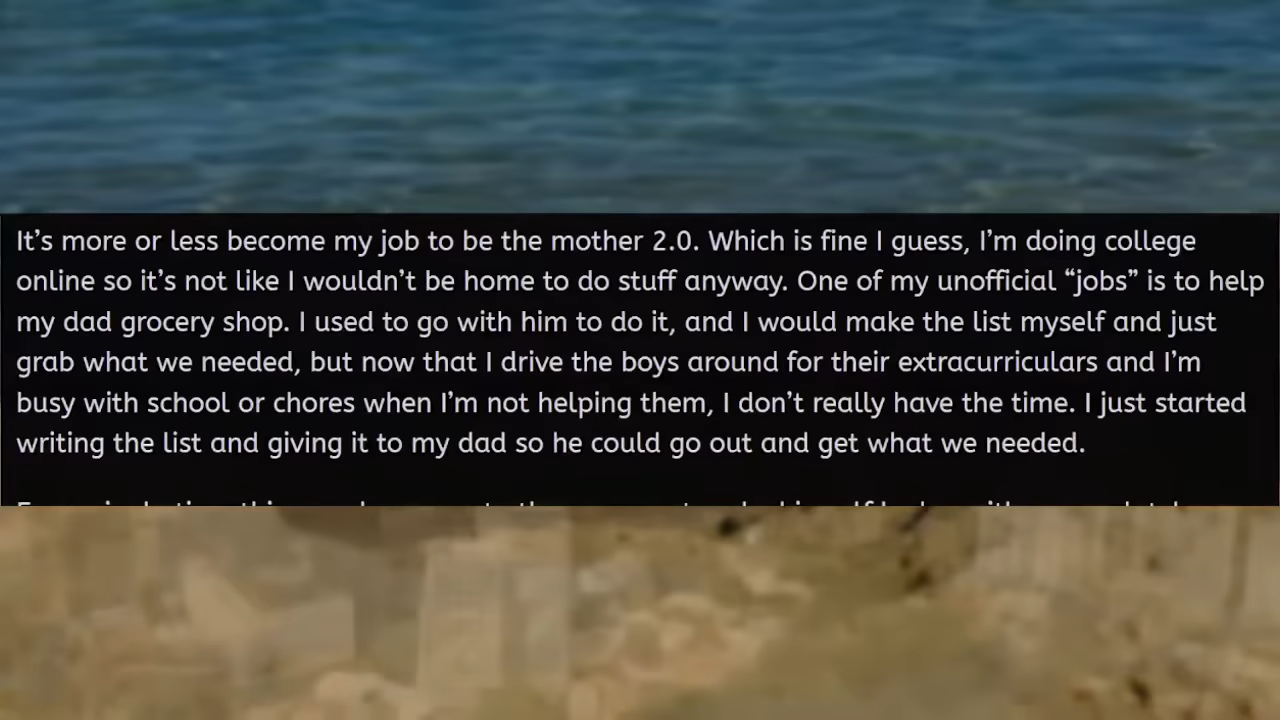 It’s more or less become my job to be the mother 2.0. Which is fine I guess, I’m doing college
online so it’s not like I wouldn’t be home to do stuff anyway. One of my unofficial “jobs” is to help
my dad grocery shop. I used to go with him to do it, and I would make the list myself and just
grab what we needed, but now that I drive the boys around for their extracurriculars and I’m
busy with school or chores when I’m not helping them, I don’t really have the time. I just started
writing the list and giving it to my dad so he could go out and get what we needed.